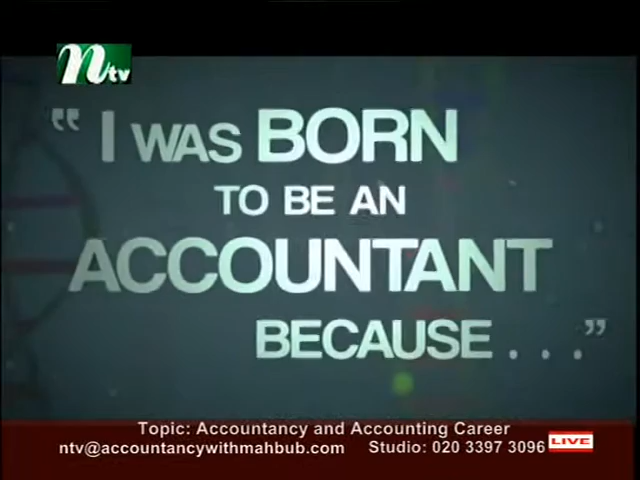 ntv
“ I WAS BORN
TO BE AN
ACCOUNTANT
BECAUSE . . .”
Topic: Accountancy and Accounting Career
ntv@accountancywithmahbub.com Studio: 020 3397 3096 LIVE